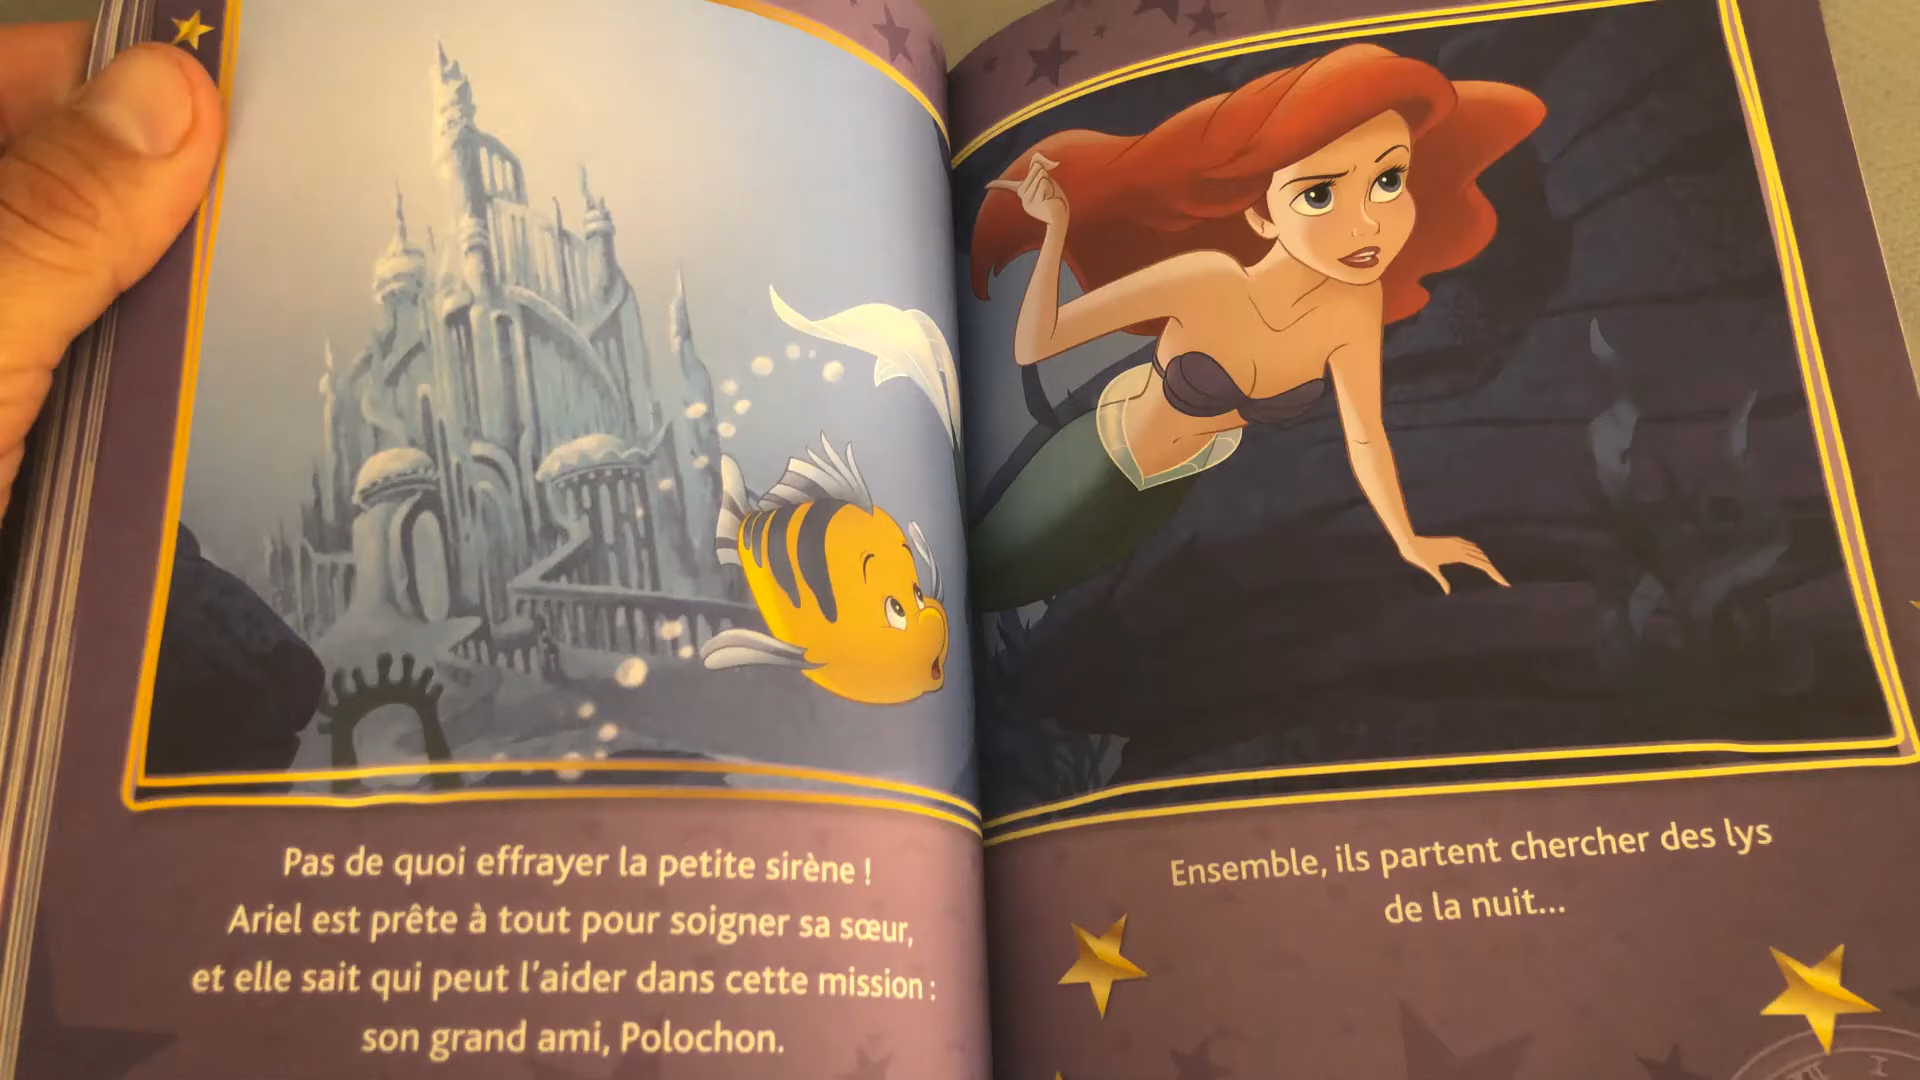 Pas de quoi effrayer la petite sirène !
Ariel est prête à tout pour soigner sa sœur,
et elle sait qui peut l'aider dans cette mission :
son grand ami, Polochon.
Ensemble, ils partent chercher des lys
de la nuit...